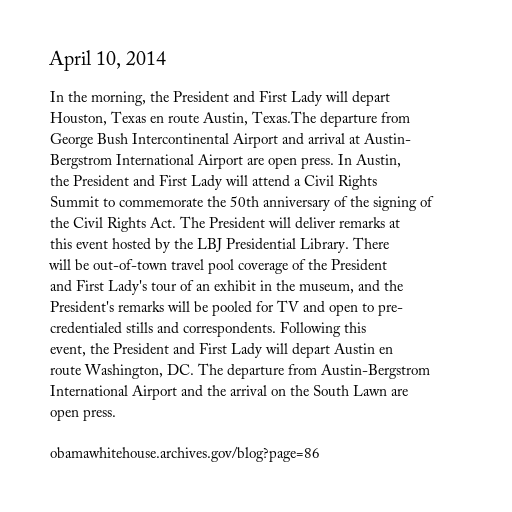 April 10, 2014
In the morning, the President and First Lady will depart
Houston, Texas en route Austin, Texas.The departure from
George Bush Intercontinental Airport and arrival at Austin-
Bergstrom International Airport are open press. In Austin,
the President and First Lady will attend a Civil Rights
Summit to commemorate the 50th anniversary of the signing of
the Civil Rights Act. The President will deliver remarks at
this event hosted by the LBJ Presidential Library. There
will be out-of-town travel pool coverage of the President
and First Lady's tour of an exhibit in the museum, and the
President's remarks will be pooled for TV and open to pre-
credentialed stills and correspondents. Following this
event, the President and First Lady will depart Austin en
route Washington, DC. The departure from Austin-Bergstrom
International Airport and the arrival on the South Lawn are
open press.
obamawhitehouse.archives.gov/blog?page=86